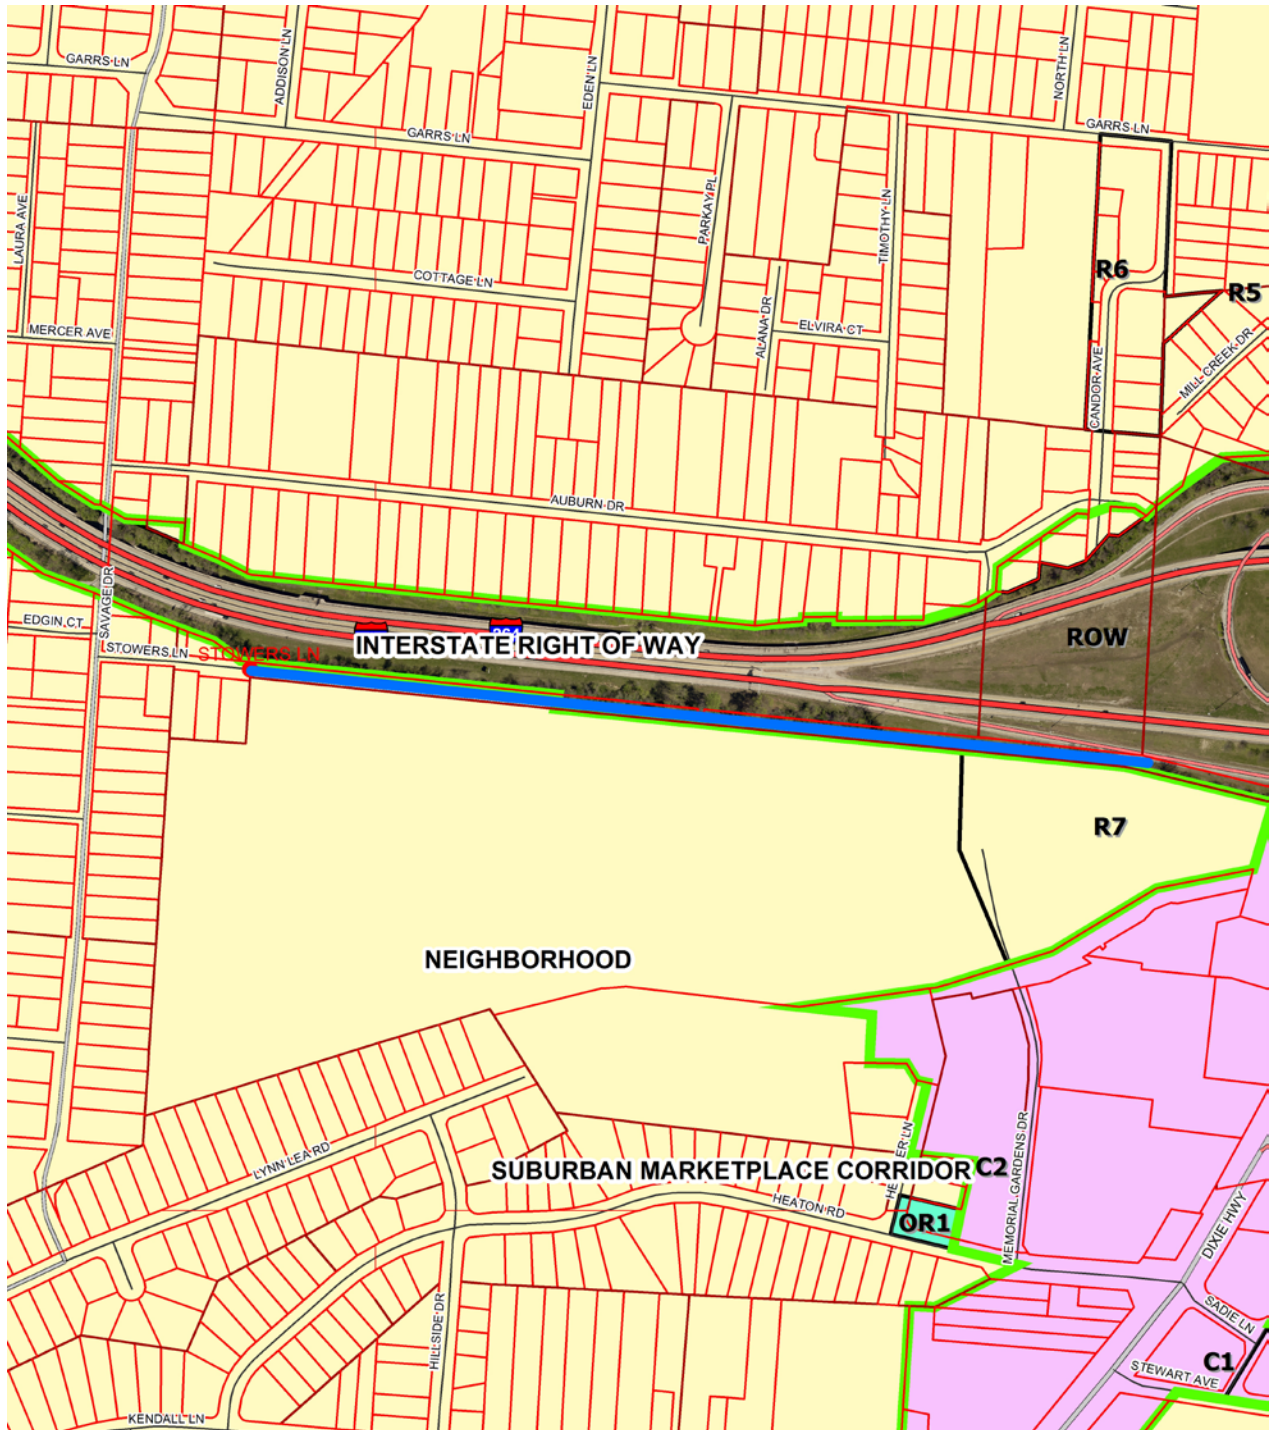 GARRS LN
ADDISON LN
EDEN LN
NORTH LN
GARRS LN
GARRS LN
LAURA AVE
PARKAY PL
TIMOTHY LN
COTTAGE LN
R6
R5
MERCER AVE
ALANA DR
ELVIRA CT
MILL CREEK DR
CANDOR AVE
AUBURN DR
SAVAGE DR
EDGIN CT
STOWERS LN
STOWERS LN
INTERSTATE RIGHT OF WAY
ROW
R7
NEIGHBORHOOD
LYNN LEA RD
SUBURBAN MARKETPLACE CORRIDOR
C2
HEATON RD
OR1
MEMORIAL GARDENS DR
DIXIE HWY
HILLSIDE DR
SADIE LN
C1
STEWART AVE
KENDALL LN